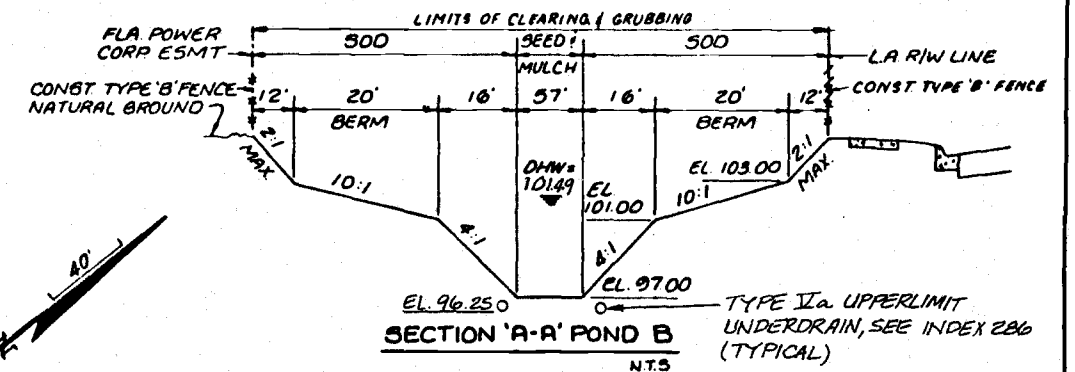 LIMITS OF CLEARING & GRUBBING
FLA. POWER
CORP. ESMT
SOD
SEED &
MULCH
SOD
L.A. R/W LINE
CONST. TYPE 'B' FENCE
NATURAL GROUND
CONST. TYPE 'B' FENCE
12'
20'
16'
57'
16'
20'
12'
BERM
BERM
2:1
MAX.
10:1
4:1
DHW=
101.49
EL.
101.00
EL. 103.00
10:1
2:1
MAX.
4:1
40'
EL. 96.25
EL. 97.00
SECTION 'A-A' POND B
N.T.S
TYPE Va UPPERLIMIT
UNDERDRAIN, SEE INDEX 286
(TYPICAL)